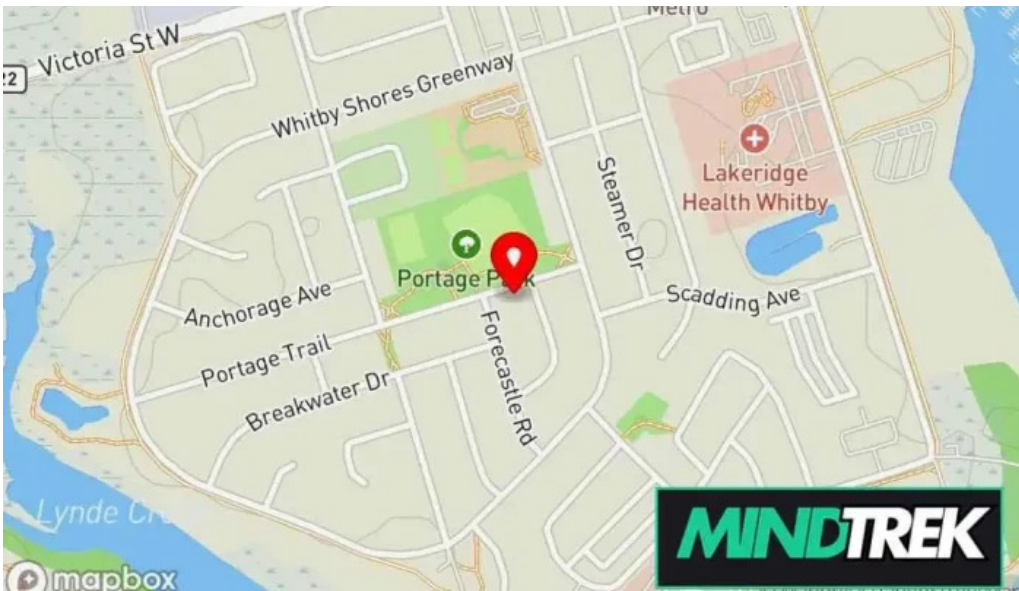 Metro
Victoria St W
22
Whitby Shores Greenway
Lakeridge
Health Whitby
Steamer Dr
Portage Park
Anchorage Ave
Scadding Ave
Portage Trail
Forecastle Rd
Breakwater Dr
Lynde
MINDTREK
mapbox